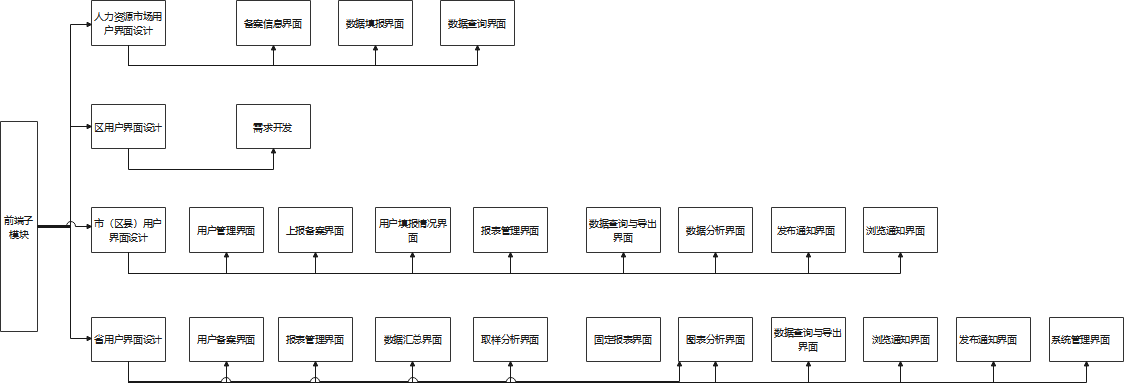 前端子
模块
人力资源市场用
户界面设计
备案信息界面
数据填报界面
数据查询界面
区用户界面设计
需求开发
市（区县）用户
界面设计
用户管理界面
上报备案界面
用户填报情况界
面
报表管理界面
数据查询与导出
界面
数据分析界面
发布通知界面
浏览通知界面
省用户界面设计
用户备案界面
报表管理界面
数据汇总界面
取样分析界面
固定报表界面
图表分析界面
数据查询与导出
界面
浏览通知界面
发布通知界面
系统管理界面